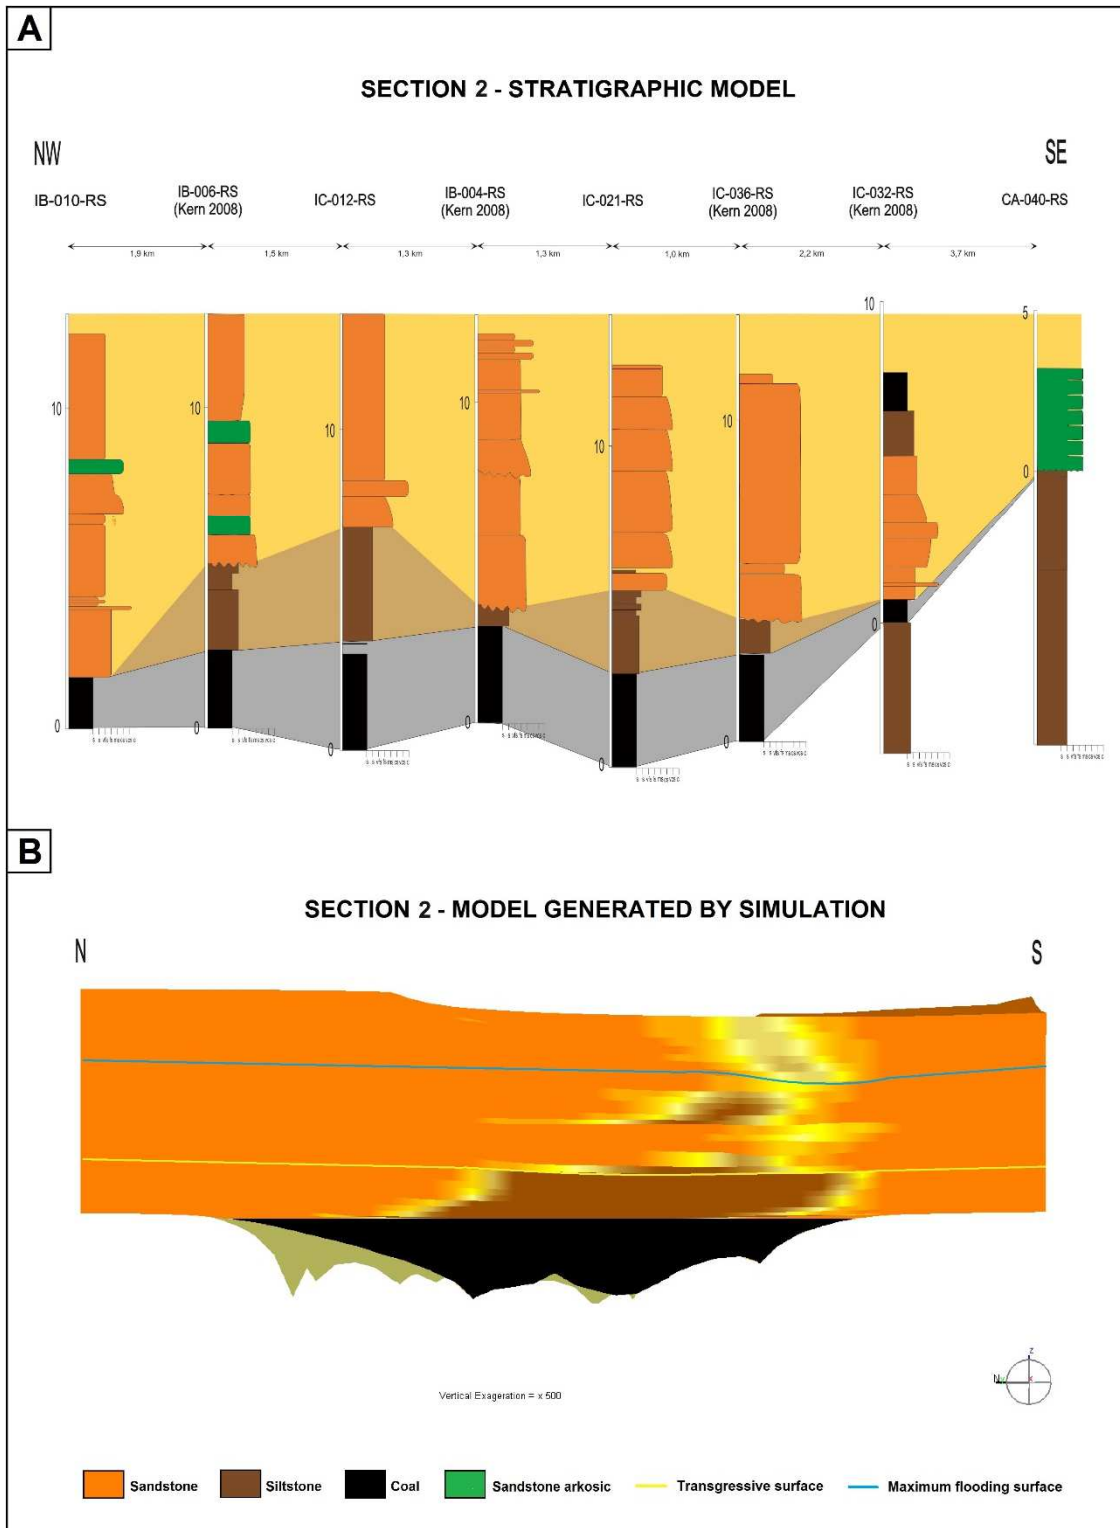 A
SECTION 2 - STRATIGRAPHIC MODEL
NW
SE
IB-010-RS
IB-006-RS
(Kern 2008)
IC-012-RS
IB-004-RS
(Kern 2008)
IC-021-RS
IC-036-RS
(Kern 2008)
IC-032-RS
(Kern 2008)
CA-040-RS
1,9 km
1,5 km
1,3 km
1,3 km
1,0 km
2,2 km
3,7 km
10
5
10
10
10
10
10
10
0
0
0
0
0
0
0
0
B
SECTION 2 - MODEL GENERATED BY SIMULATION
N
S
Vertical Exageration = x 500
z
N
x
Sandstone
Siltstone
Coal
Sandstone arkosic
Transgressive surface
Maximum flooding surface